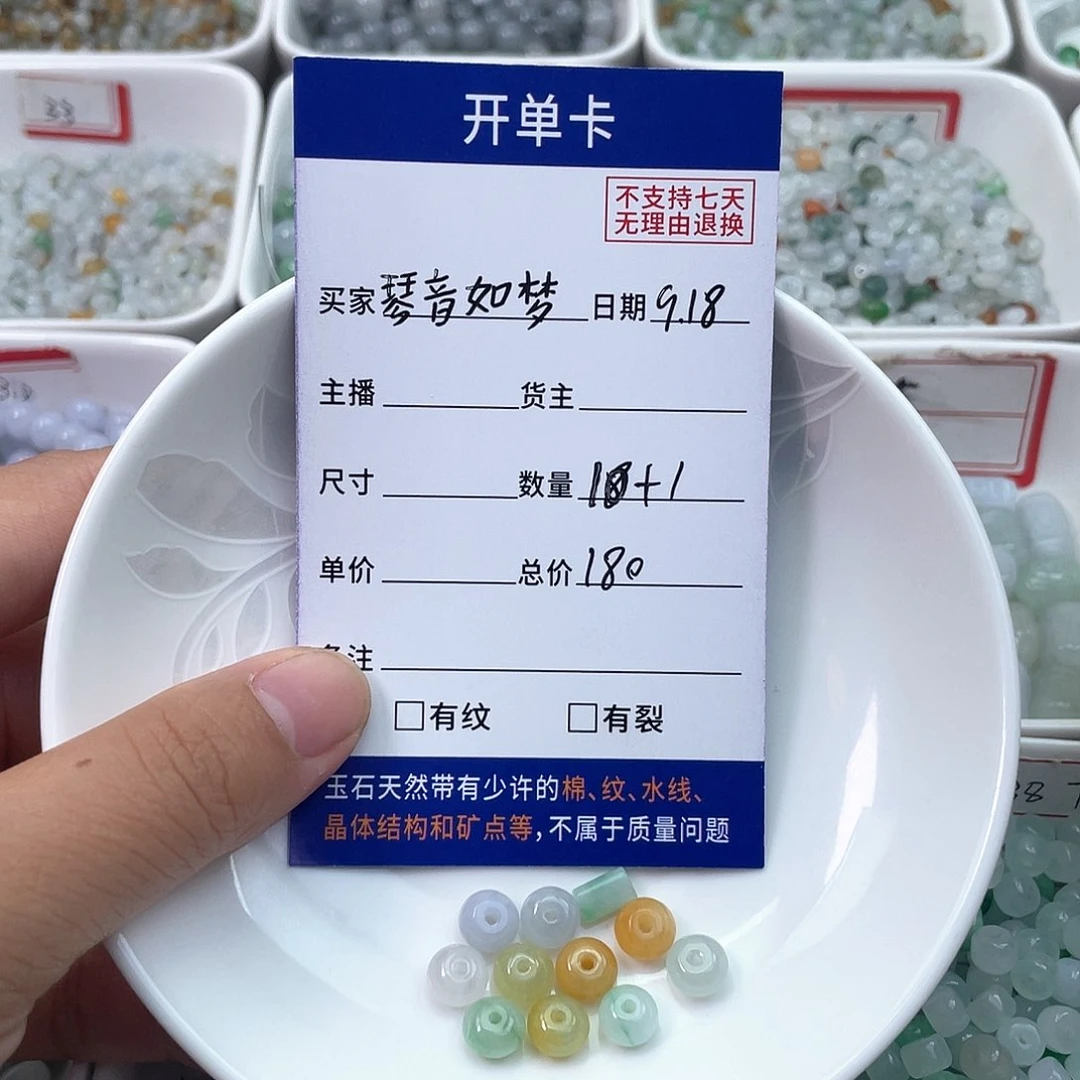 开单卡
不支持七天
无理由退换
买家 琴音如梦 日期 9.18
主播 货主
尺寸 数量 +1
单价 总价 180
备注
有纹 有裂
玉石天然带有少许的棉、纹、水线、
晶体结构和矿点等,不属于质量问题
33